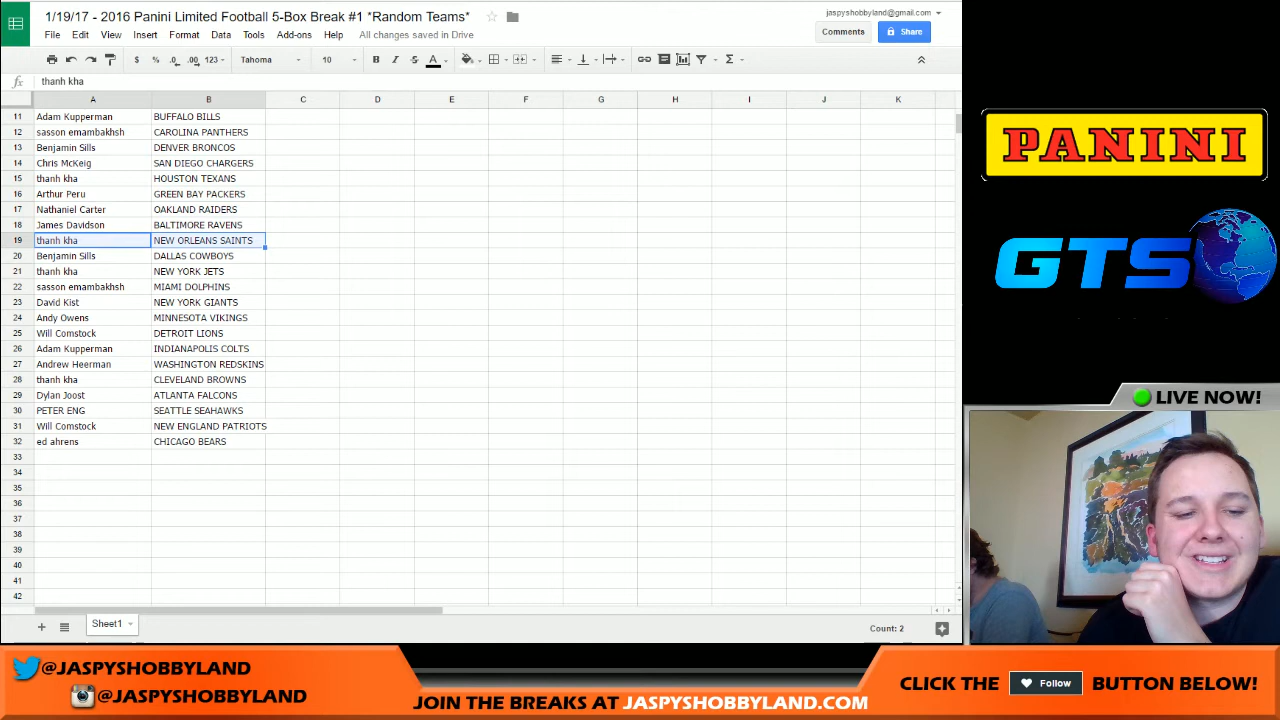 1/19/17 - 2016 Panini Limited Football 5-Box Break #1 *Random Teams*
jaspyshobbyland@gmail.com
File Edit View Insert Format Data Tools Add-ons Help All changes saved in Drive
Comments Share
$ % .0 .00 123 Tahoma 10 B I S A Σ
fx thanh kha
A B C D E F G H I J K
11 Adam Kupperman BUFFALO BILLS
12 sasson emambakhsh CAROLINA PANTHERS
13 Benjamin Sills DENVER BRONCOS
14 Chris McKeig SAN DIEGO CHARGERS
15 thanh kha HOUSTON TEXANS
16 Arthur Peru GREEN BAY PACKERS
17 Nathaniel Carter OAKLAND RAIDERS
18 James Davidson BALTIMORE RAVENS
19 thanh kha NEW ORLEANS SAINTS
20 Benjamin Sills DALLAS COWBOYS
21 thanh kha NEW YORK JETS
22 sasson emambakhsh MIAMI DOLPHINS
23 David Kist NEW YORK GIANTS
24 Andy Owens MINNESOTA VIKINGS
25 Will Comstock DETROIT LIONS
26 Adam Kupperman INDIANAPOLIS COLTS
27 Andrew Heerman WASHINGTON REDSKINS
28 thanh kha CLEVELAND BROWNS
29 Dylan Joost ATLANTA FALCONS
30 PETER ENG SEATTLE SEAHAWKS
31 Will Comstock NEW ENGLAND PATRIOTS
32 ed ahrens CHICAGO BEARS
33
34
35
36
37
38
39
40
41
42
Sheet1
Count: 2
PANINI
GTS
LIVE NOW!
@JASPYSHOBBYLAND
@JASPYSHOBBYLAND
JOIN THE BREAKS AT JASPYSHOBBYLAND.COM
CLICK THE Follow BUTTON BELOW!